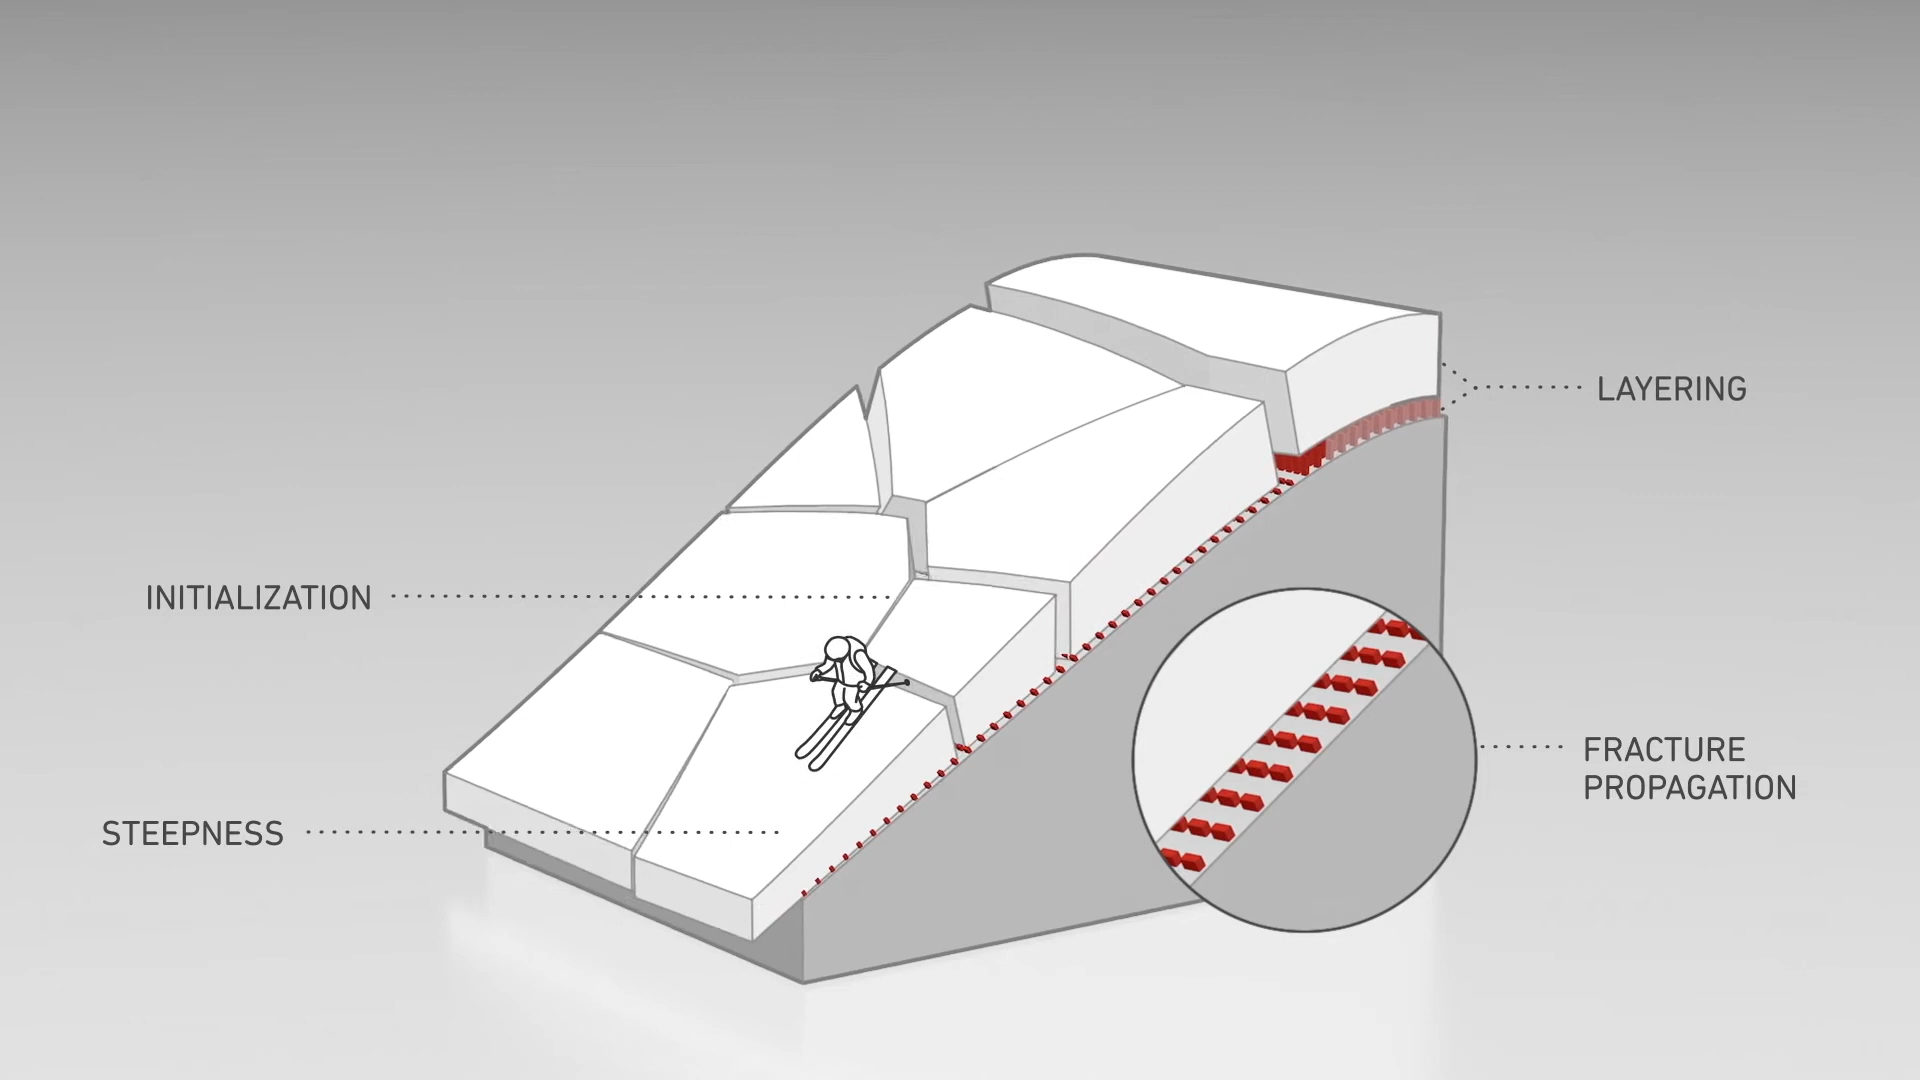 LAYERING
INITIALIZATION
FRACTURE
PROPAGATION
STEEPNESS